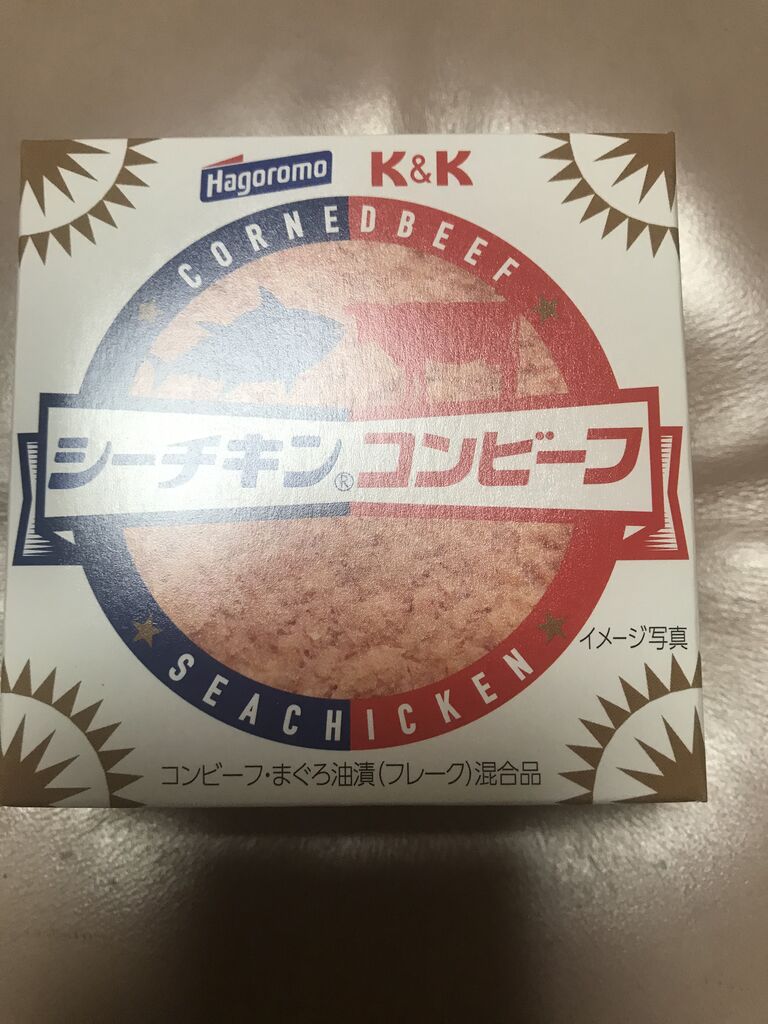 Hagoromo K&K
CORNEDBEEF
シーチキン®コンビーフ
イメージ写真
SEACHICKEN
コンビーフ・まぐろ油漬(フレーク)混合品